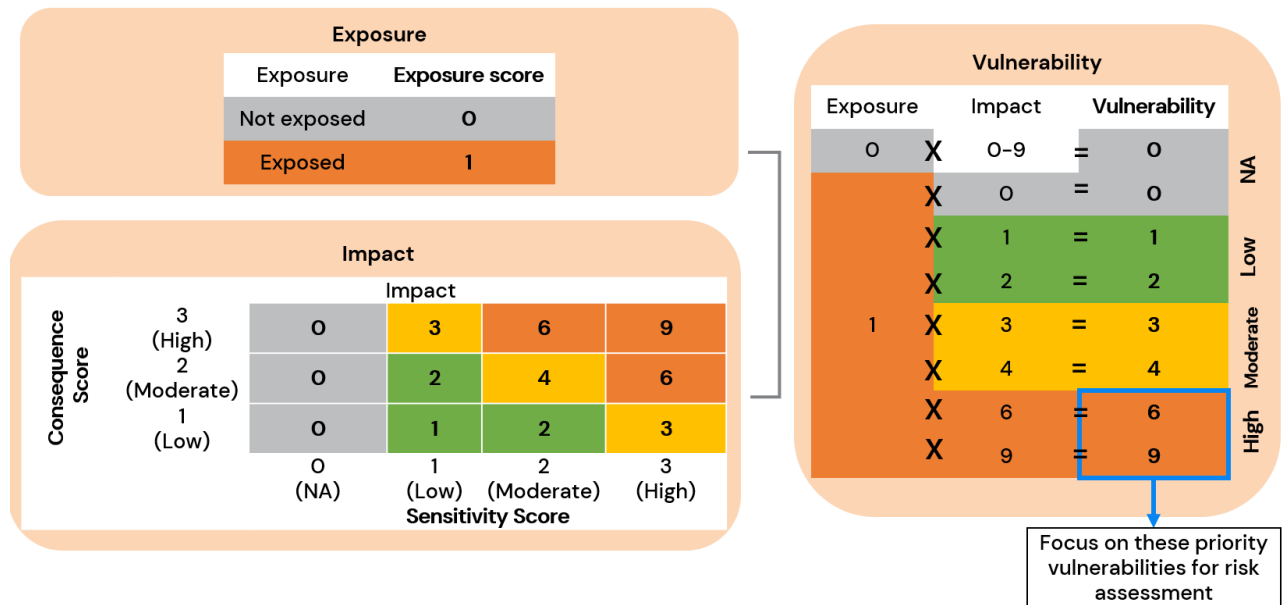 Exposure
Exposure Exposure score
Not exposed 0
Exposed 1
Impact
Impact
Consequence
Score
3
(High)
0 3 6 9
2
(Moderate)
0 2 4 6
1
(Low)
0 1 2 3
0
(NA)
1
(Low)
2
(Moderate)
3
(High)
Sensitivity Score
Vulnerability
Exposure Impact Vulnerability
0 X 0-9 = 0
X 0 = 0
NA
X 1 = 1
X 2 = 2
Low
1 X 3 = 3
X 4 = 4
Moderate
X 6 = 6
X 9 = 9
High
Focus on these priority
vulnerabilities for risk
assessment